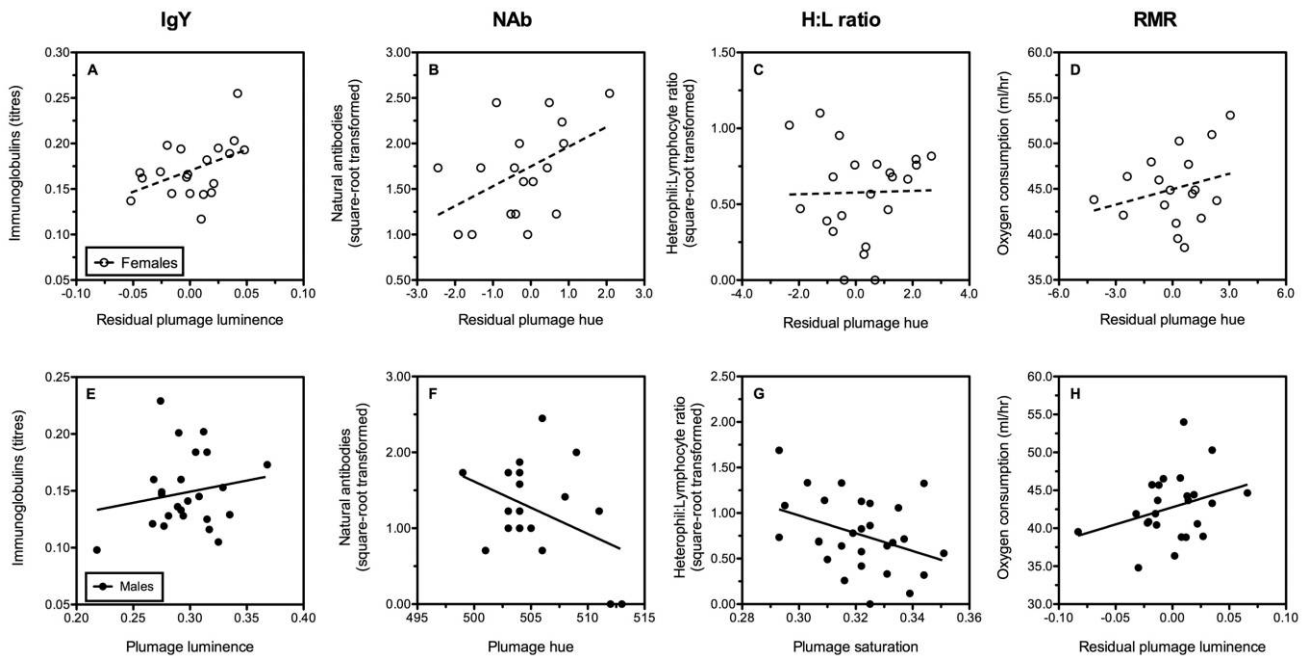 IgY NAb H:L ratio RMR
A
Immunoglobulins (titres)
0.30
0.25
0.20
0.15
0.10
0.05
-0.10 -0.05 0.00 0.05 0.10
Females
Residual plumage luminence
B
Natural antibodies
(square-root transformed)
3.00
2.50
2.00
1.50
1.00
0.50
-3.0 -2.0 -1.0 0.0 1.0 2.0 3.0
Residual plumage hue
C
Heterophil:Lymphocyte ratio
(square-root transformed)
1.50
1.00
0.50
0.00
-4.0 -2.0 0.0 2.0 4.0
Residual plumage hue
D
Oxygen consumption (ml/hr)
60.0
55.0
50.0
45.0
40.0
35.0
-6.0 -3.0 0.0 3.0 6.0
Residual plumage hue
E
Immunoglobulins (titres)
0.25
0.20
0.15
0.10
0.05
0.20 0.25 0.30 0.35 0.40
Males
Plumage luminence
F
Natural antibodies
(square-root transformed)
3.00
2.00
1.00
0.00
495 500 505 510 515
Plumage hue
G
Heterophil:Lymphocyte ratio
(square-root transformed)
2.50
2.00
1.50
1.00
0.50
0.00
0.28 0.30 0.32 0.34 0.36
Plumage saturation
H
Oxygen consumption (ml/hr)
60.0
55.0
50.0
45.0
40.0
35.0
30.0
-0.10 -0.05 0.00 0.05 0.10
Residual plumage luminence